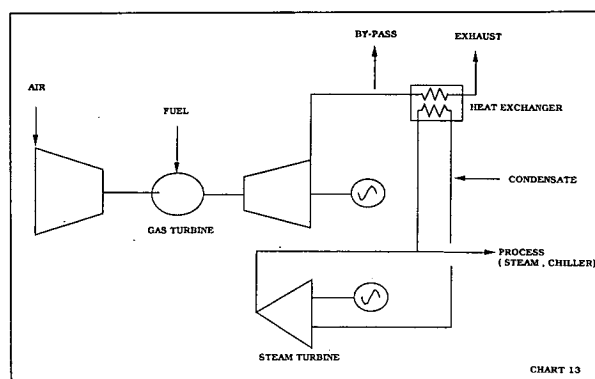 BY-PASS
EXHAUST
AIR
FUEL
HEAT EXCHANGER
CONDENSATE
GAS TURBINE
PROCESS
( STEAM , CHILLER)
STEAM TURBINE
CHART 13